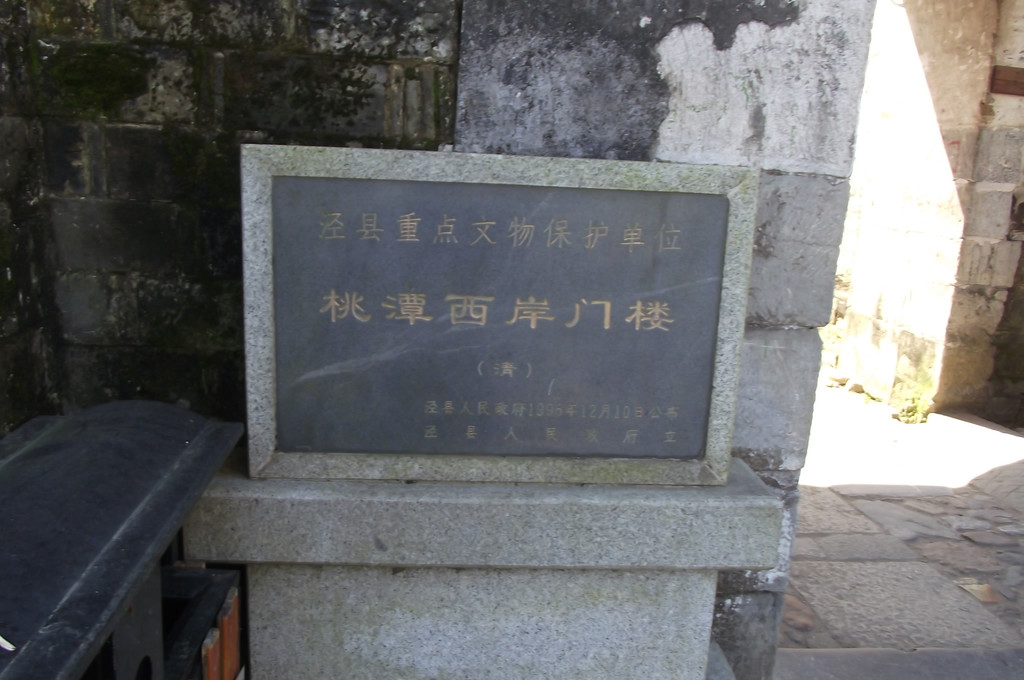 泾县重点文物保护单位
桃潭西岸门楼
（清）
泾县人民政府1996年12月10日公布
泾县人民政府立